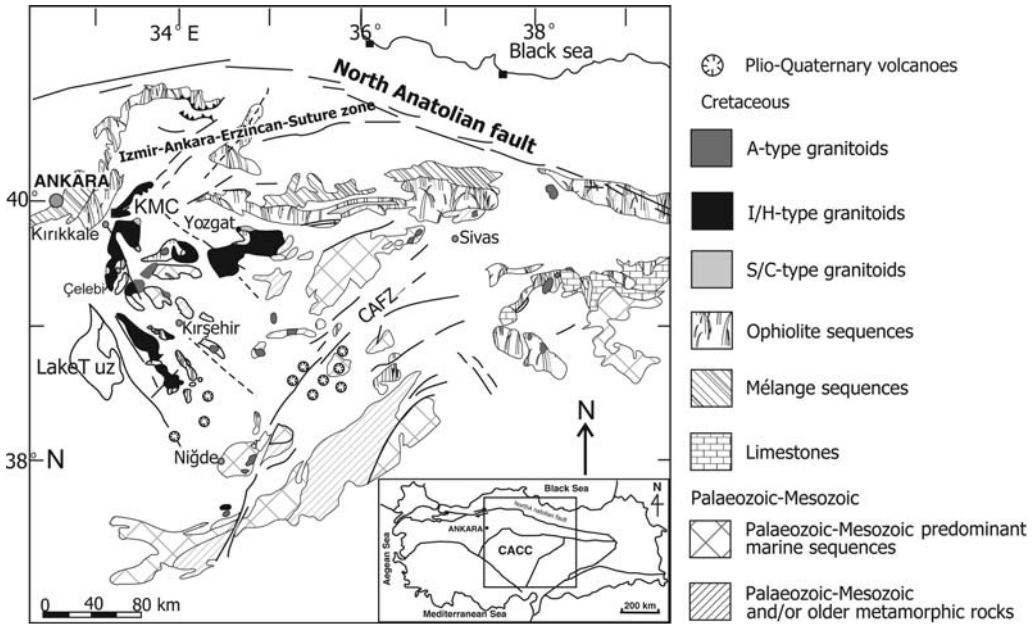 34° E
36°
38°
Black sea
North Anatolian fault
Izmir-Ankara-Erzincan-Suture zone
ANKARA
40°
KMC
Kırıkkale
Yozgat
Sivas
Çelebi
CAFZ
Kırşehir
LakeT uz
N
38° N
Niğde
0 40 80 km
Black Sea
N
North natolian fault
ANKARA
Aegean Sea
CACC
Mediterranean Sea
200 km
Plio-Quaternary volcanoes
Cretaceous
A-type granitoids
I/H-type granitoids
S/C-type granitoids
Ophiolite sequences
Mélange sequences
Limestones
Palaeozoic-Mesozoic
Palaeozoic-Mesozoic predominant
marine sequences
Palaeozoic-Mesozoic
and/or older metamorphic rocks